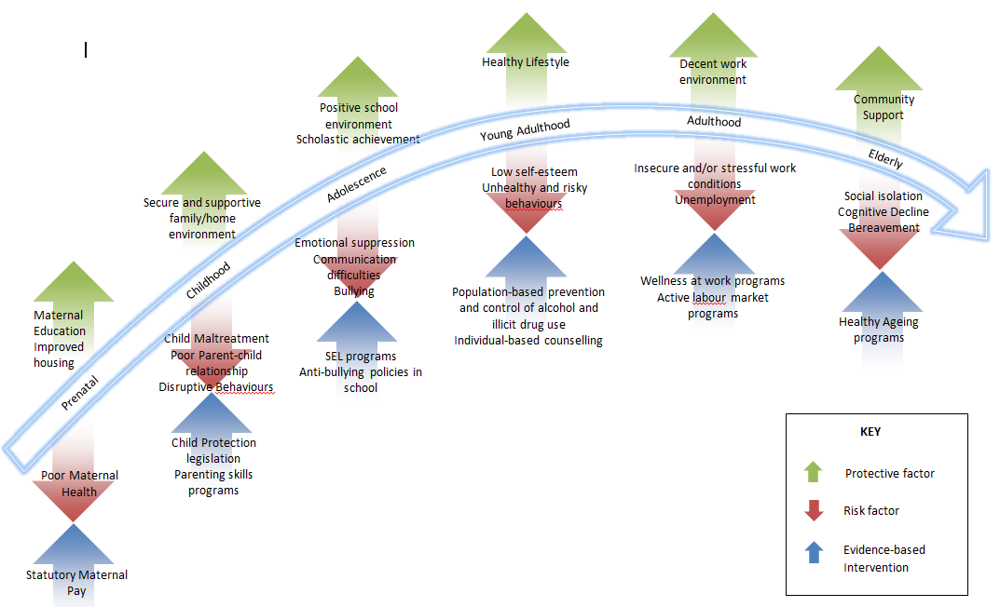 Healthy Lifestyle
Decent work
environment
Positive school
environment
Scholastic achievement
Community
Support
Young Adulthood
Adulthood
Elderly
Adolescence
Childhood
Prenatal
Secure and supportive
family/home
environment
Low self-esteem
Unhealthy and risky
behaviours
Insecure and/or stressful work
conditions
Unemployment
Social isolation
Cognitive Decline
Bereavement
Emotional suppression
Communication
difficulties
Bullying
Maternal
Education
Improved
housing
Child Maltreatment
Poor Parent-child
relationship
Disruptive Behaviours
Population-based prevention
and control of alcohol and
illicit drug use
Individual-based counselling
Wellness at work programs
Active labour market
programs
Healthy Ageing
programs
SEL programs
Anti-bullying policies in
school
Child Protection
legislation
Parenting skills
programs
Poor Maternal
Health
Statutory Maternal
Pay
KEY
Protective factor
Risk factor
Evidence-based
Intervention